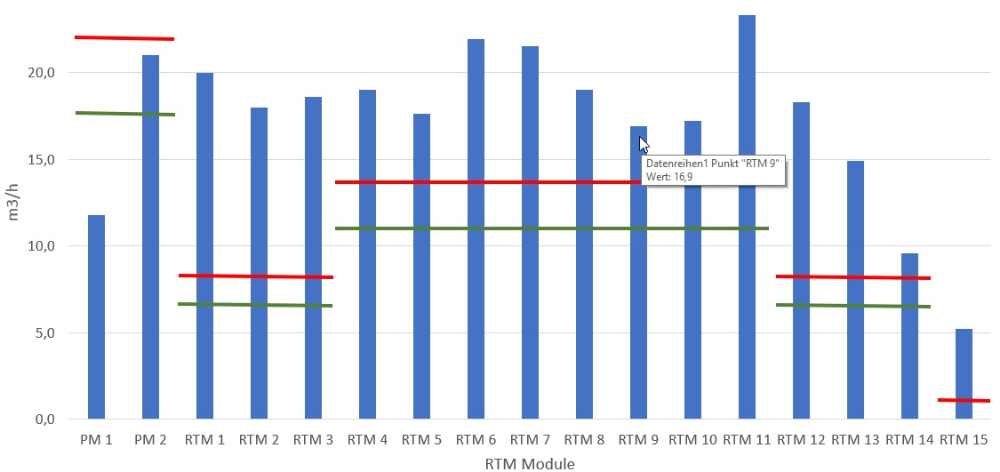 20,0
15,0
10,0
5,0
0,0
m3/h
Datenreihen1 Punkt "RTM 9"
Wert: 16,9
PM 1 PM 2 RTM 1 RTM 2 RTM 3 RTM 4 RTM 5 RTM 6 RTM 7 RTM 8 RTM 9 RTM 10 RTM 11 RTM 12 RTM 13 RTM 14 RTM 15
RTM Module